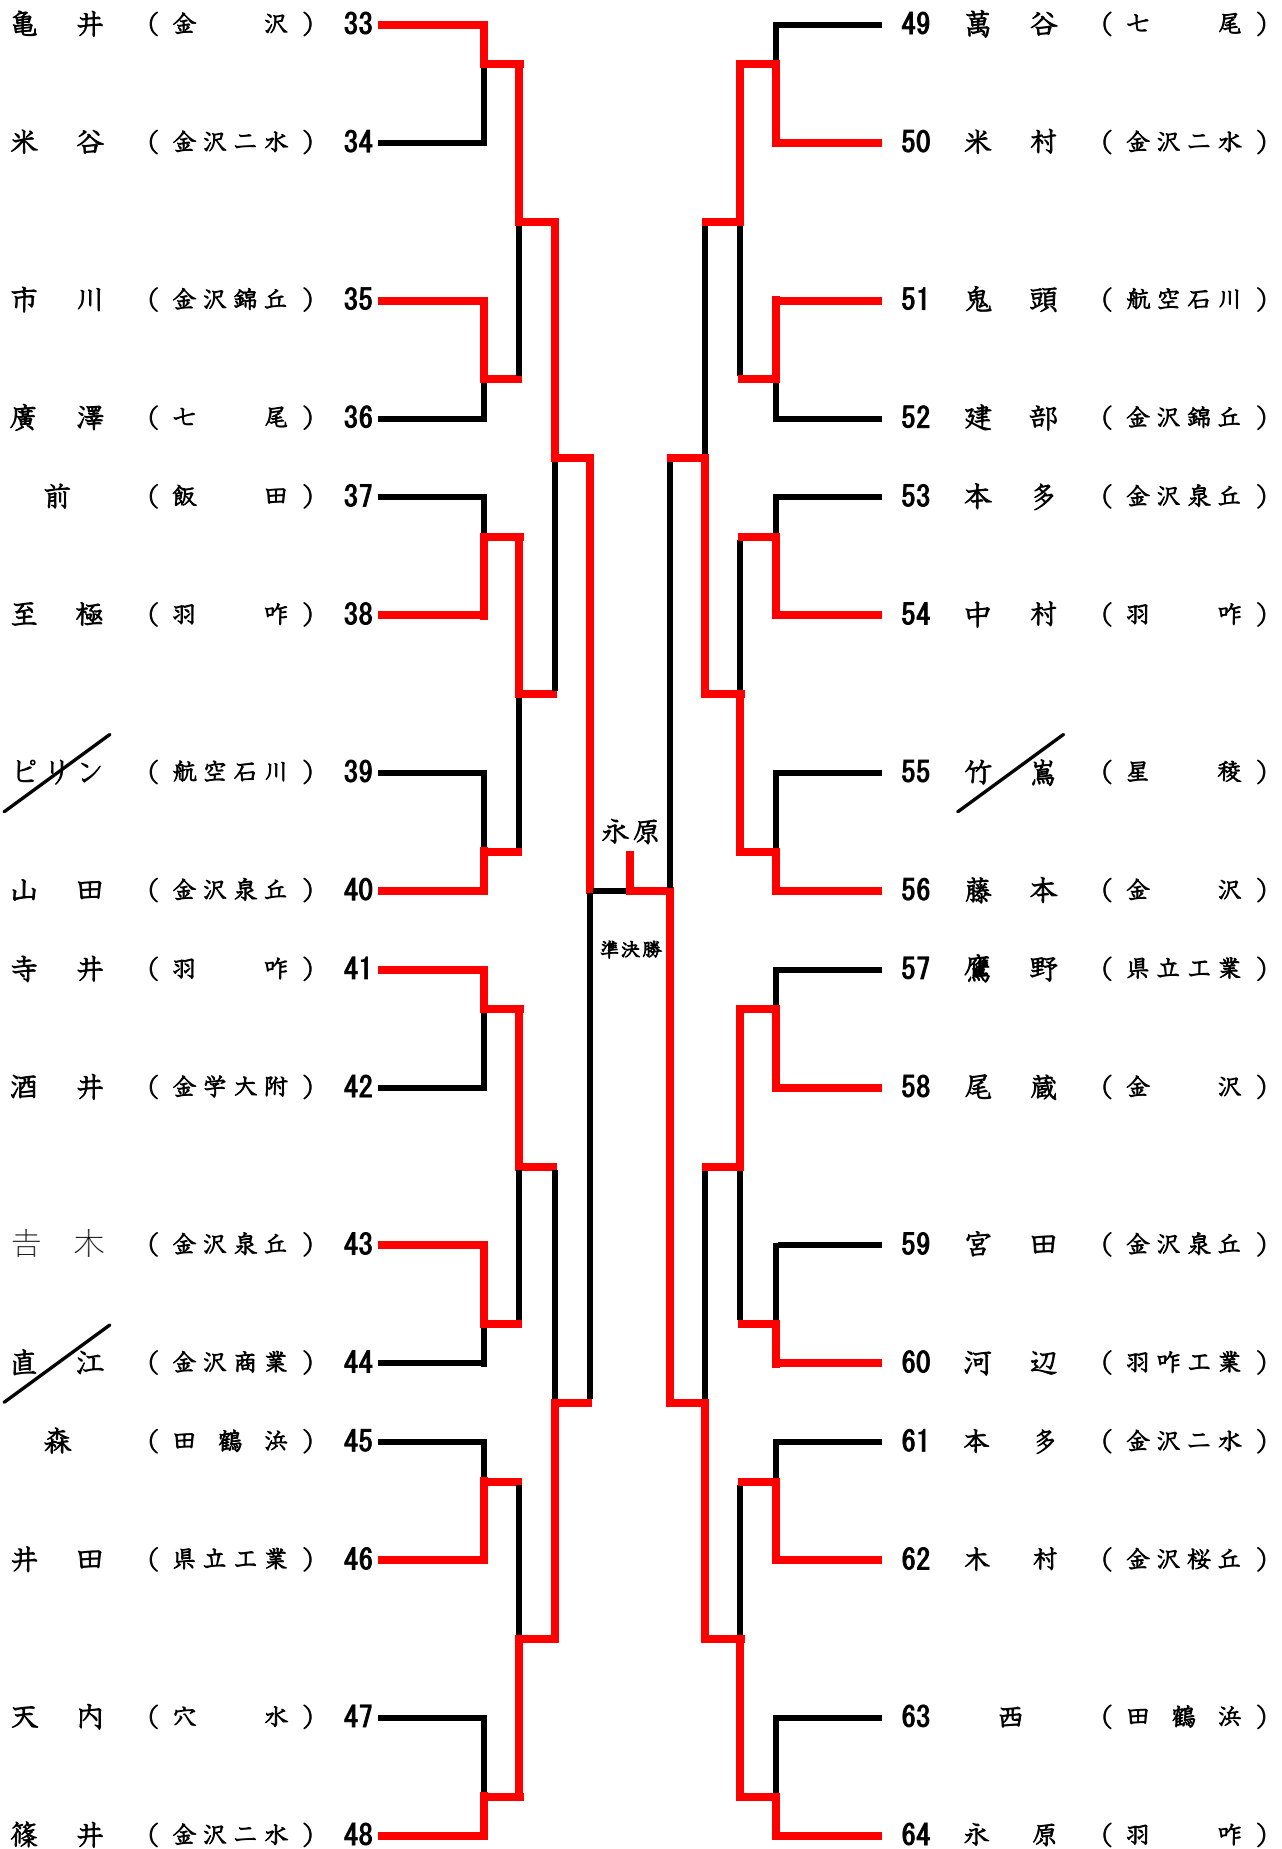 亀井（金沢）33
米谷（金沢二水）34
市川（金沢錦丘）35
廣澤（七尾）36
前（飯田）37
至極（羽咋）38
ピリン（航空石川）39
山田（金沢泉丘）40
寺井（羽咋）41
酒井（金学大附）42
𠮷木（金沢泉丘）43
直江（金沢商業）44
森（田鶴浜）45
井田（県立工業）46
天内（穴水）47
篠井（金沢二水）48
永原
準決勝
49 萬谷（七尾）
50 米村（金沢二水）
51 鬼頭（航空石川）
52 建部（金沢錦丘）
53 本多（金沢泉丘）
54 中村（羽咋）
55 竹嶌（星稜）
56 藤本（金沢）
57 鷹野（県立工業）
58 尾蔵（金沢）
59 宮田（金沢泉丘）
60 河辺（羽咋工業）
61 本多（金沢二水）
62 木村（金沢桜丘）
63 西（田鶴浜）
64 永原（羽咋）